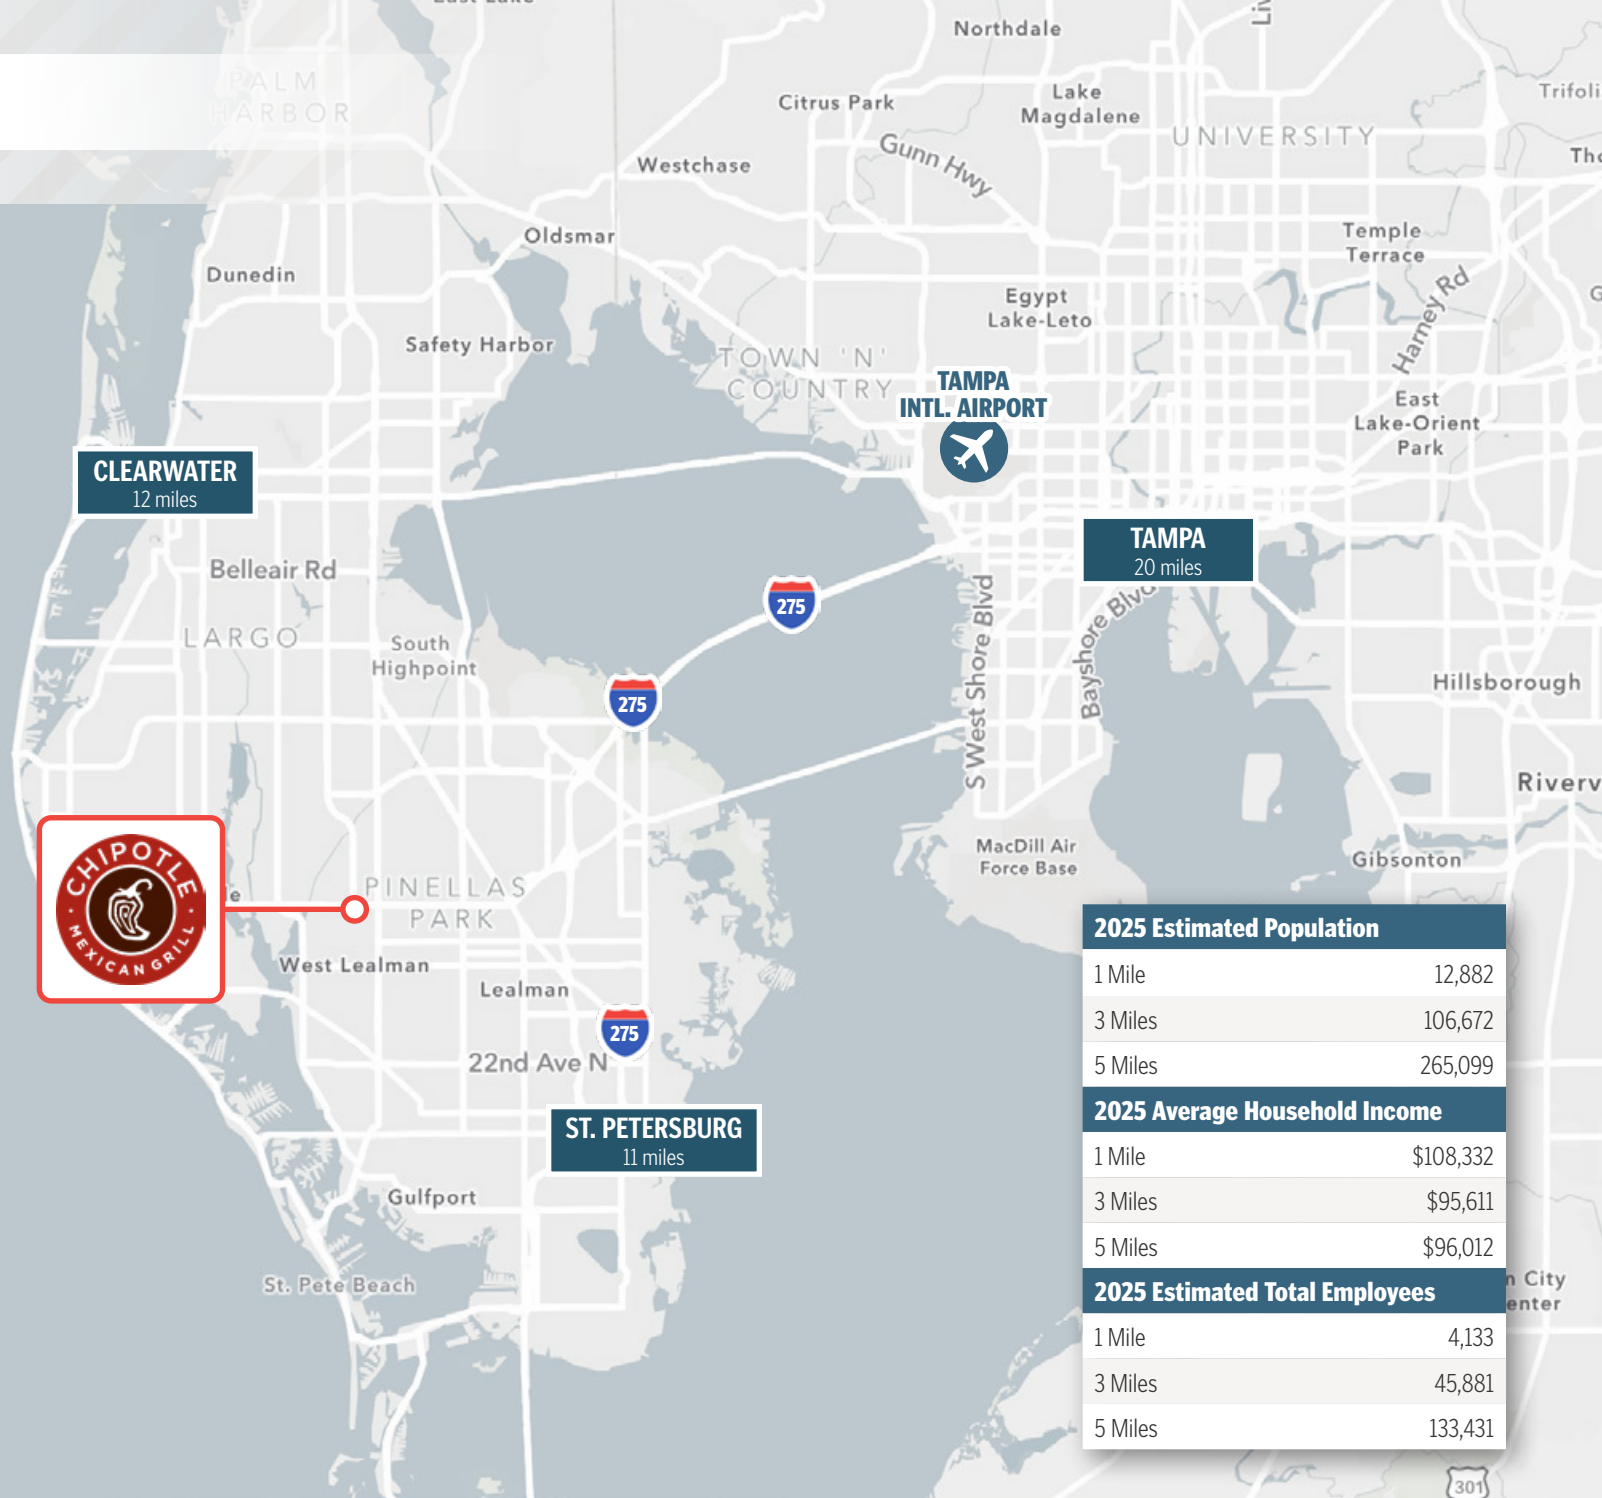 Northdale
PALM
HARBOR
Citrus Park
Lake
Magdalene
UNIVERSITY
Gunn Hwy
Westchase
Oldsmar
Temple
Terrace
Dunedin
Harney Rd
Egypt
Lake-Leto
Safety Harbor
TOWN 'N'
COUNTRY
TAMPA
INTL. AIRPORT
East
Lake-Orient
Park
CLEARWATER
12 miles
TAMPA
20 miles
Belleair Rd
275
S West Shore Blvd
Bayshore Blvd
LARGO
South
Highpoint
275
Hillsborough
MacDill Air
Force Base
Gibsonton
CHIPOTLE
MEXICAN GRILL
PINELLAS
PARK
West Lealman
Lealman
275
22nd Ave N
ST. PETERSBURG
11 miles
Gulfport
St. Pete Beach
2025 Estimated Population
1 Mile 12,882
3 Miles 106,672
5 Miles 265,099
2025 Average Household Income
1 Mile $108,332
3 Miles $95,611
5 Miles $96,012
2025 Estimated Total Employees
1 Mile 4,133
3 Miles 45,881
5 Miles 133,431
City
301